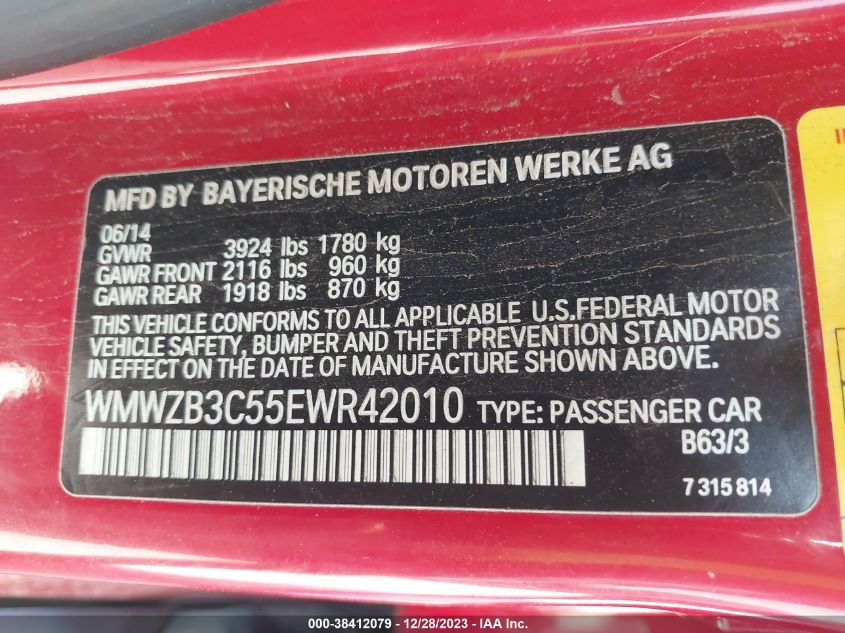 MFD BY BAYERISCHE MOTOREN WERKE AG
06/14
GVWR 3924 lbs 1780 kg
GAWR FRONT 2116 lbs 960 kg
GAWR REAR 1918 lbs 870 kg
THIS VEHICLE CONFORMS TO ALL APPLICABLE U.S.FEDERAL MOTOR
VEHICLE SAFETY, BUMPER AND THEFT PREVENTION STANDARDS
IN EFFECT ON THE DATE OF MANUFACTURE SHOWN ABOVE.
WMWZB3C55EWR42010 TYPE: PASSENGER CAR
B63/3
7 315 814
000-38412079 - 12/28/2023 - IAA Inc.